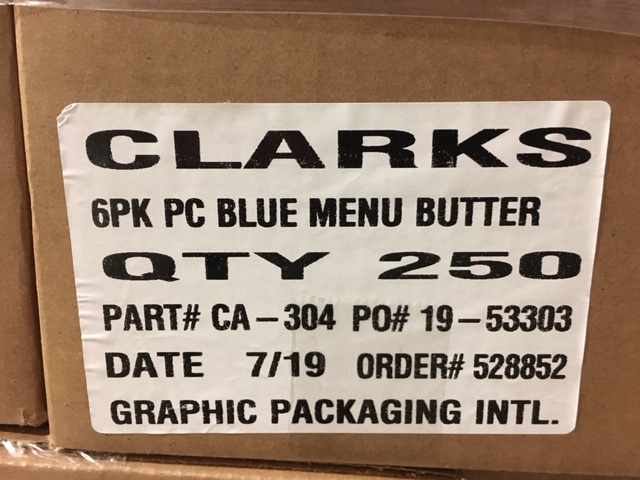 CLARKS
6PK PC BLUE MENU BUTTER
QTY 250
PART# CA-304 PO# 19-53303
DATE 7/19 ORDER# 528852
GRAPHIC PACKAGING INTL.